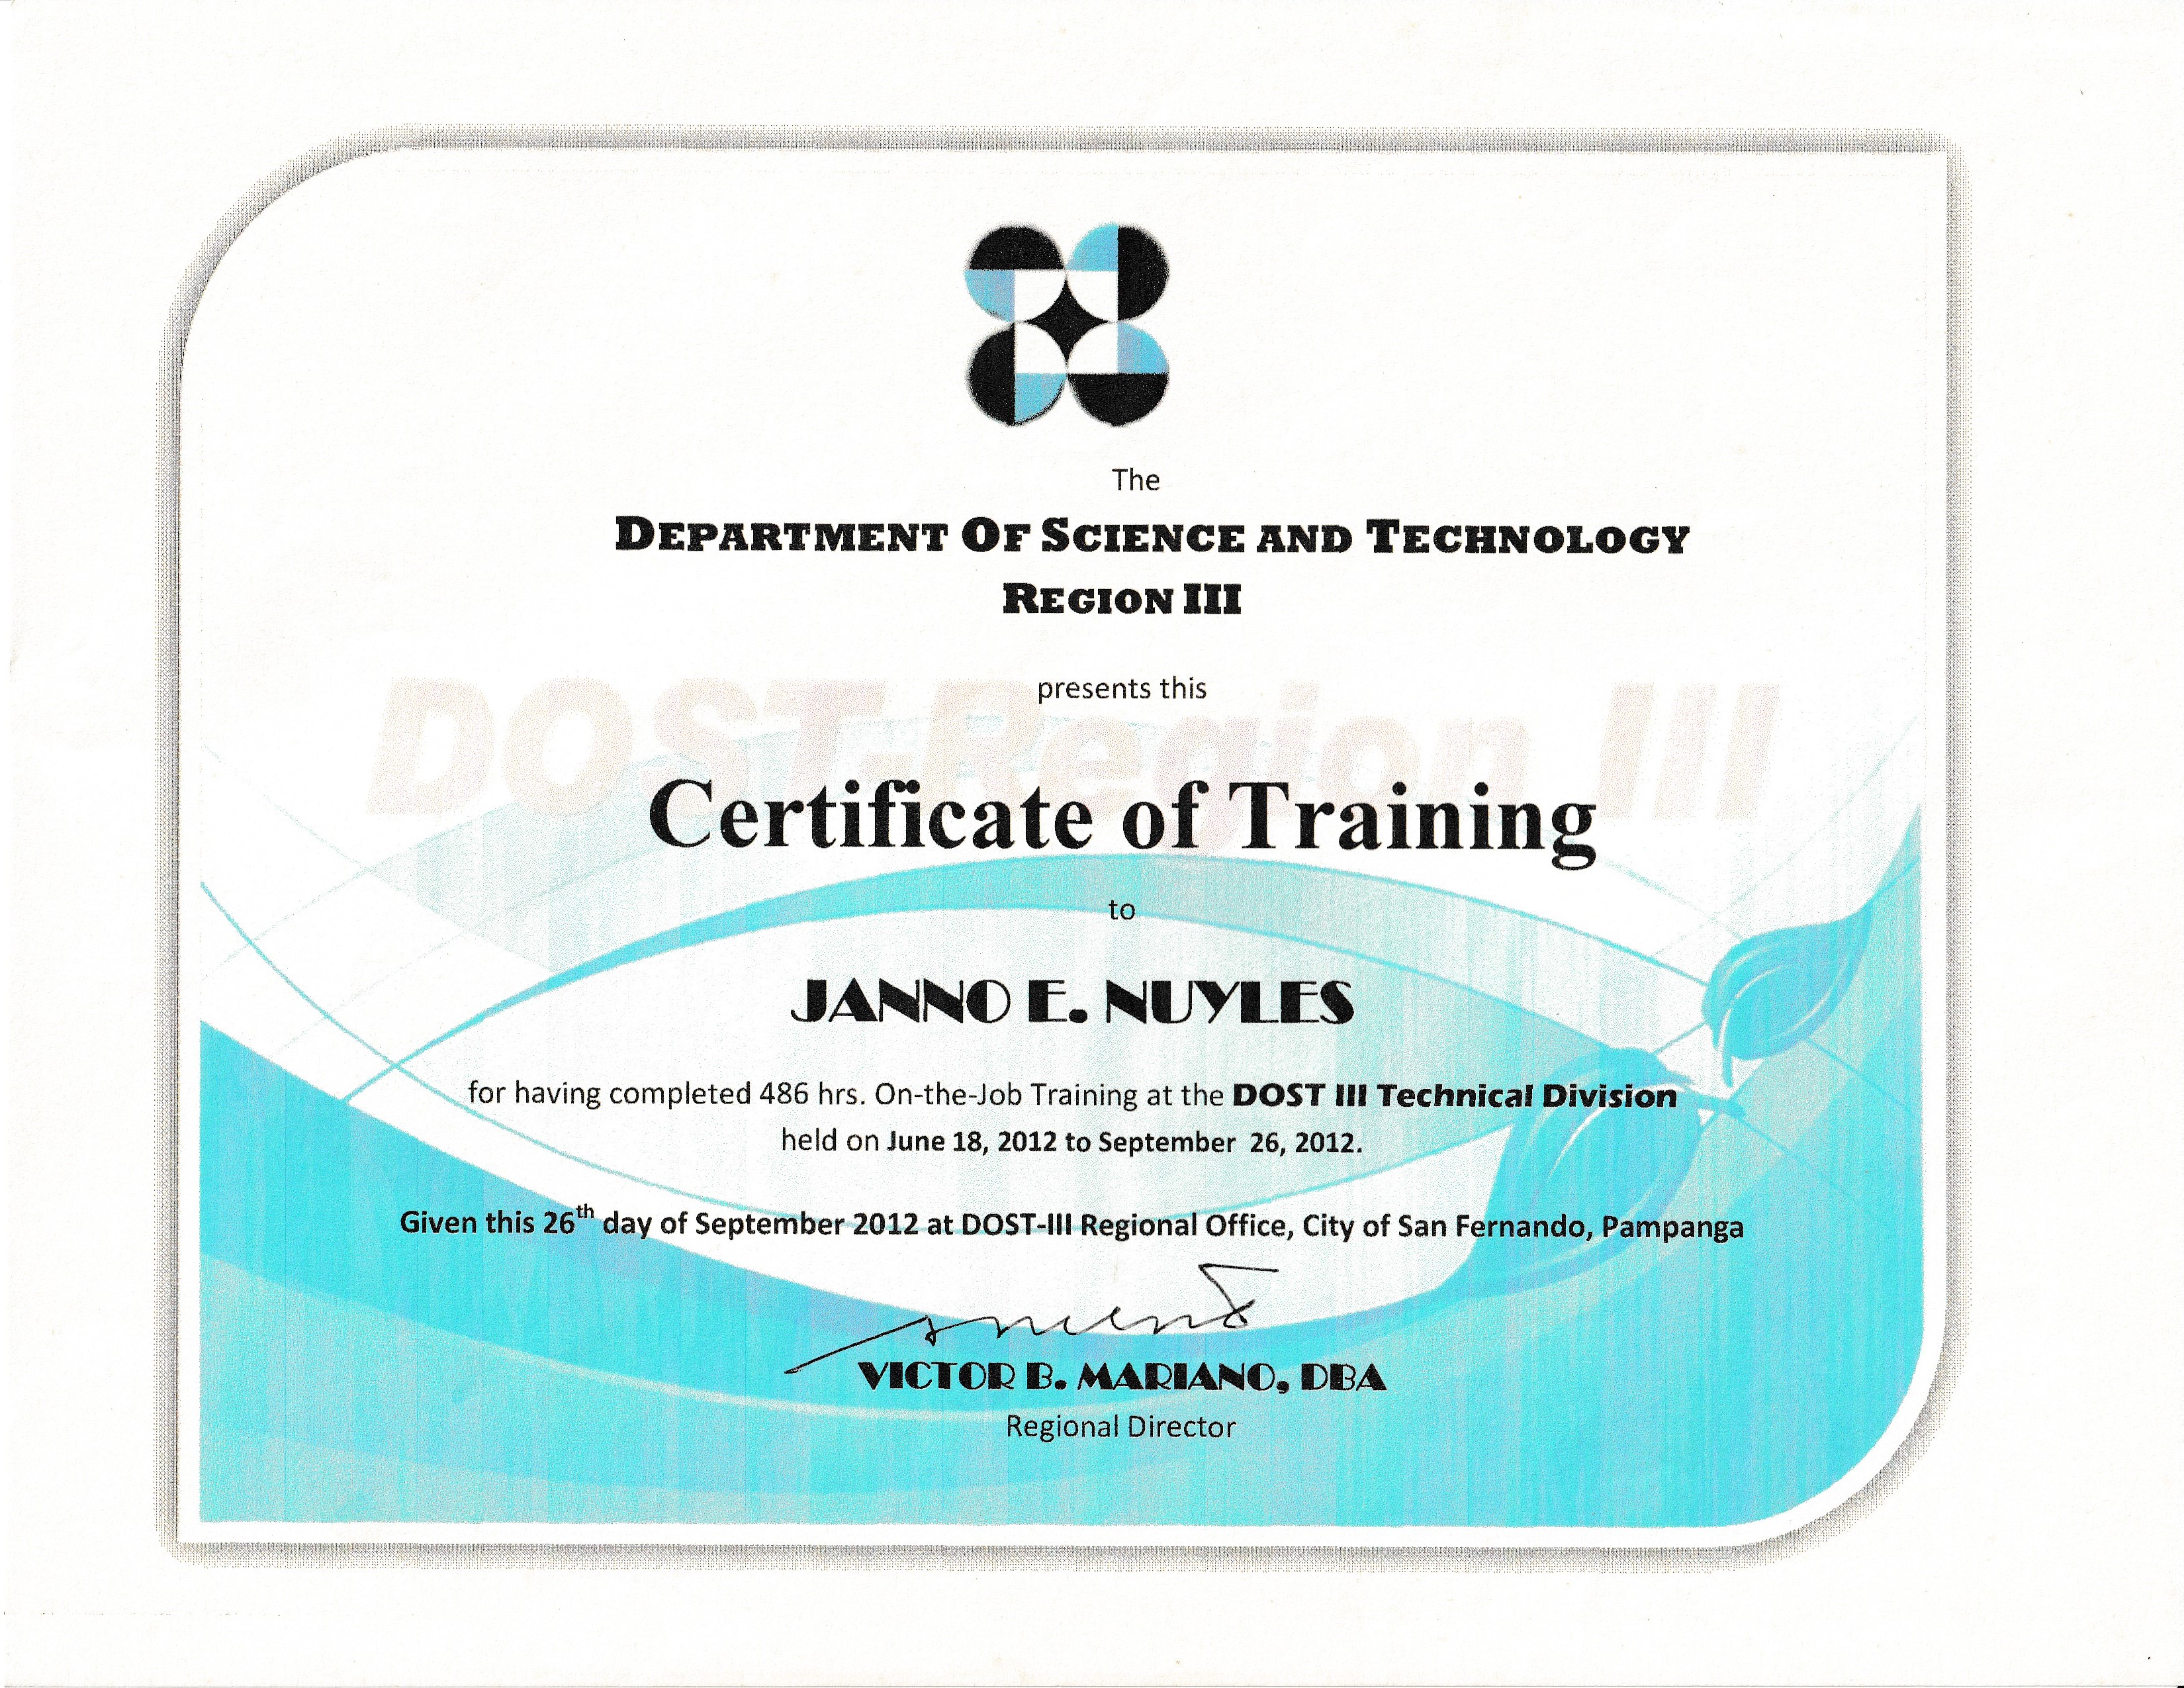 The
DEPARTMENT OF SCIENCE AND TECHNOLOGY
REGION III
presents this
DOST-Region III
Certificate of Training
to
JANNO E. NUYLES
for having completed 486 hrs. On-the-Job Training at the DOST III Technical Division
held on June 18, 2012 to September 26, 2012.
Given this 26th day of September 2012 at DOST-III Regional Office, City of San Fernando, Pampanga
VICTOR B. MARIANO, DBA
Regional Director